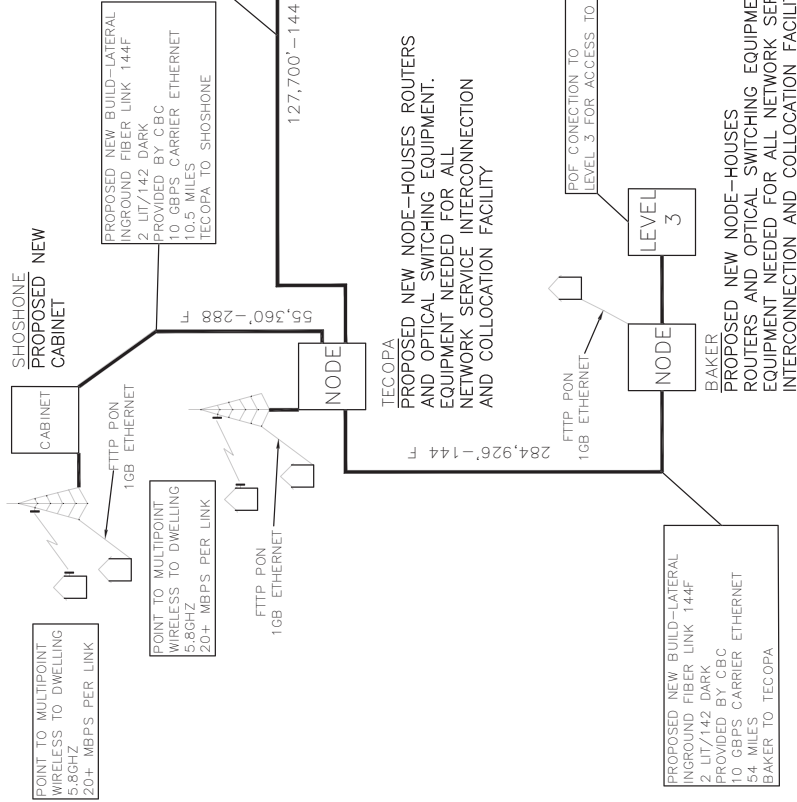 SHOSHONE
PROPOSED NEW
CABINET
CABINET
FTTP PON
1GB ETHERNET
POINT TO MULTIPOINT
WIRELESS TO DWELLING
5.8GHZ
20+ MBPS PER LINK
PROPOSED NEW BUILD-LATERAL
INGROUND FIBER LINK 144F
2 LIT/142 DARK
PROVIDED BY CBC
10 GBPS CARRIER ETHERNET
10.5 MILES
TECOPA TO SHOSHONE
55,360'-288 F
127,700'-144
NODE
TECOPA
PROPOSED NEW NODE-HOUSES ROUTERS
AND OPTICAL SWITCHING EQUIPMENT.
EQUIPMENT NEEDED FOR ALL
NETWORK SERVICE INTERCONNECTION
AND COLLOCATION FACILITY
POINT TO MULTIPOINT
WIRELESS TO DWELLING
5.8GHZ
20+ MBPS PER LINK
FTTP PON
1GB ETHERNET
284,926'-144 F
FTTP PON
1GB ETHERNET
POF CONECTION TO
LEVEL 3 FOR ACCESS TO
LEVEL
3
NODE
BAKER
PROPOSED NEW NODE-HOUSES
ROUTERS AND OPTICAL SWITCHING
EQUIPMENT NEEDED FOR ALL NETWORK
INTERCONNECTION AND COLLOCATION
PROPOSED NEW BUILD-LATERAL
INGROUND FIBER LINK 144F
2 LIT/142 DARK
PROVIDED BY CBC
10 GBPS CARRIER ETHERNET
54 MILES
BAKER TO TECOPA